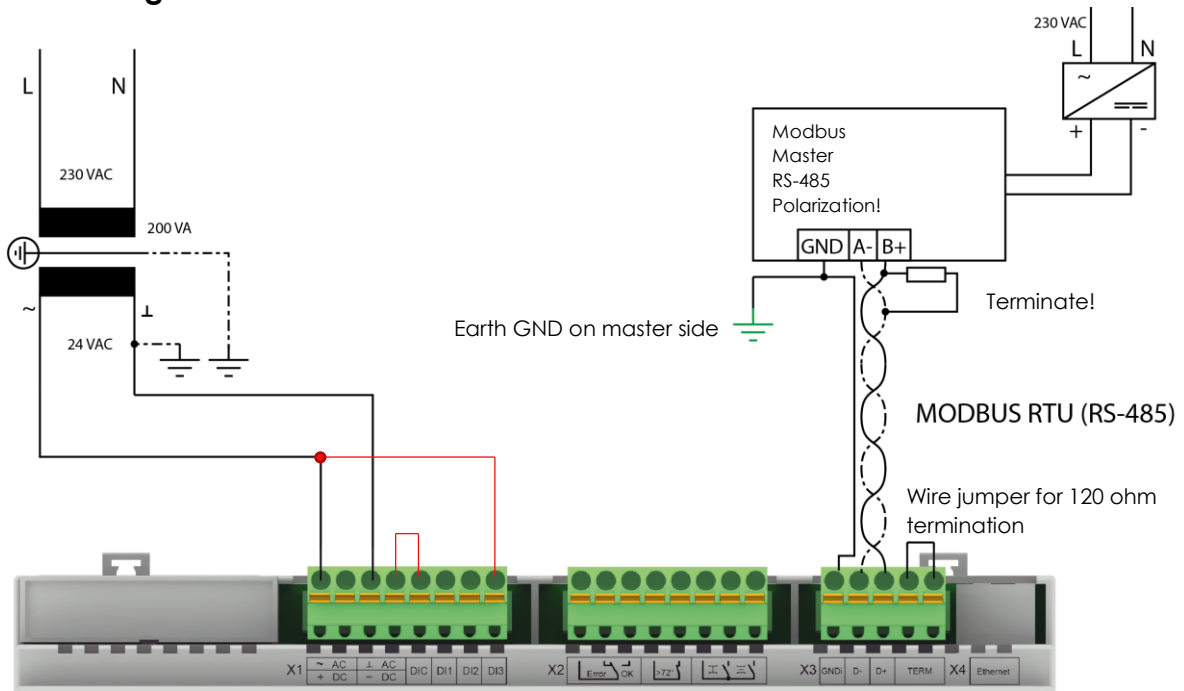 230 VAC
L
N
~
+
-
L
N
230 VAC
200 VA
~
⊥
24 VAC
Modbus
Master
RS-485
Polarization!
GND A- B+
Terminate!
Earth GND on master side
MODBUS RTU (RS-485)
Wire jumper for 120 ohm
termination
X1 ~ AC ⊥ AC DIC DI1 DI2 DI3
+ DC - DC
X2 Error OK >72°
X3 GNDi D- D+ TERM X4 Ethernet